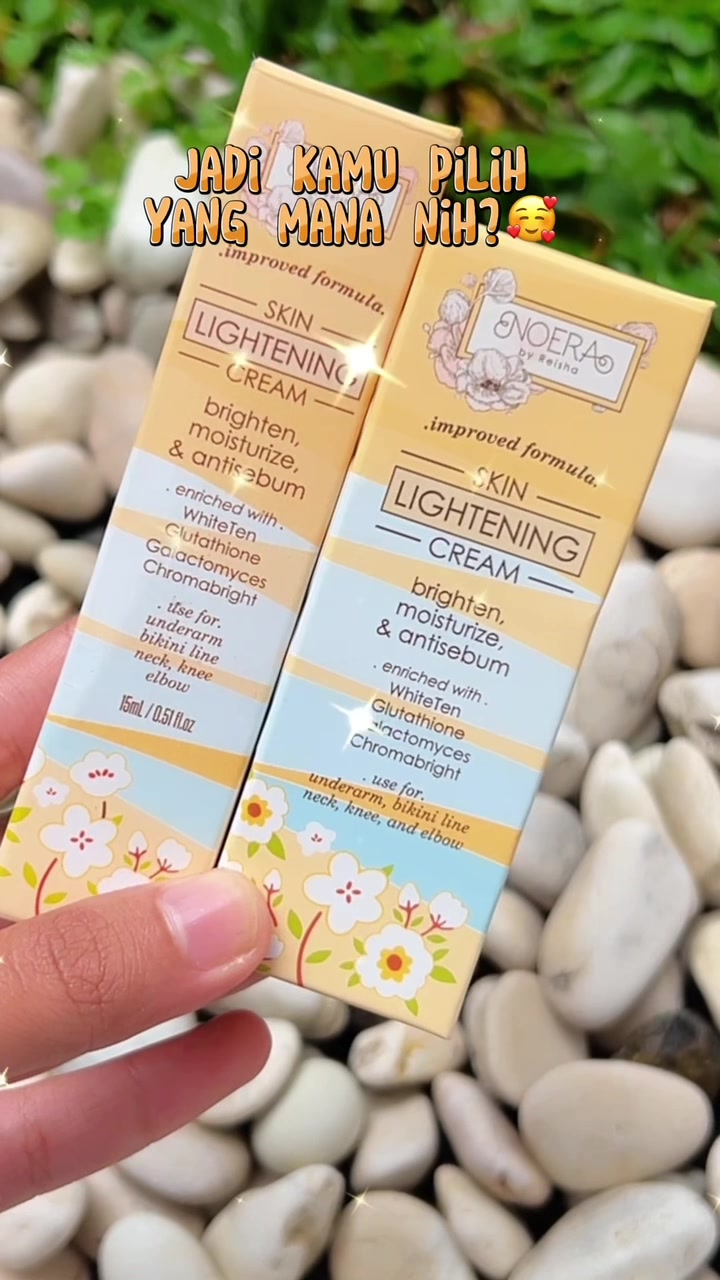 JADI KAMU PILIH
YANG MANA NIH?🥰
.improved formula.
SKIN
LIGHTENING
CREAM
brighten,
moisturize,
& antisebum
. enriched with .
WhiteTen
Glutathione
Galactomyces
Chromabright
. use for.
underarm
bikini line
neck, knee
elbow
15mL / 0.51 fl.oz
NOERA
by Reisha
.improved formula.
SKIN
LIGHTENING
CREAM
brighten,
moisturize,
& antisebum
. enriched with .
WhiteTen
Glutathione
Galactomyces
Chromabright
. use for.
underarm, bikini line
neck, knee, and elbow